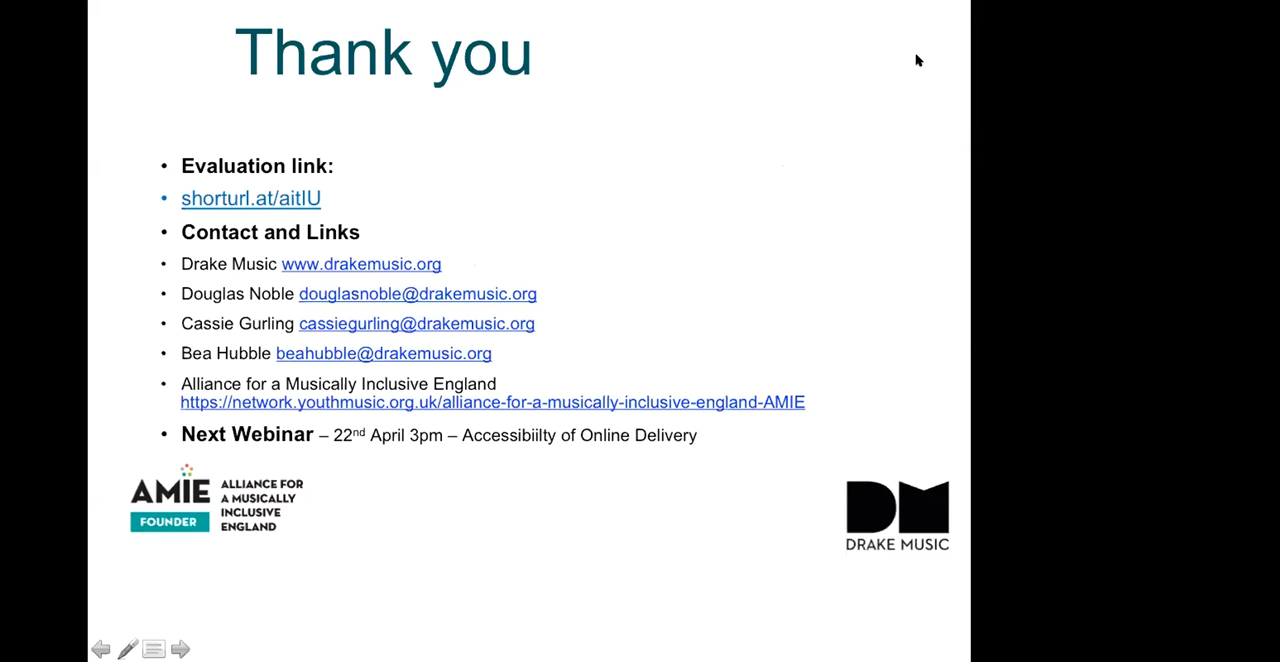 Thank you
• Evaluation link:
• shorturl.at/aitIU
• Contact and Links
• Drake Music www.drakemusic.org
• Douglas Noble douglasnoble@drakemusic.org
• Cassie Gurling cassiegurling@drakemusic.org
• Bea Hubble beahubble@drakemusic.org
• Alliance for a Musically Inclusive England
https://network.youthmusic.org.uk/alliance-for-a-musically-inclusive-england-AMIE
• Next Webinar – 22nd April 3pm – Accessibiilty of Online Delivery
AMIE
FOUNDER
ALLIANCE FOR
A MUSICALLY
INCLUSIVE
ENGLAND
DM
DRAKE MUSIC